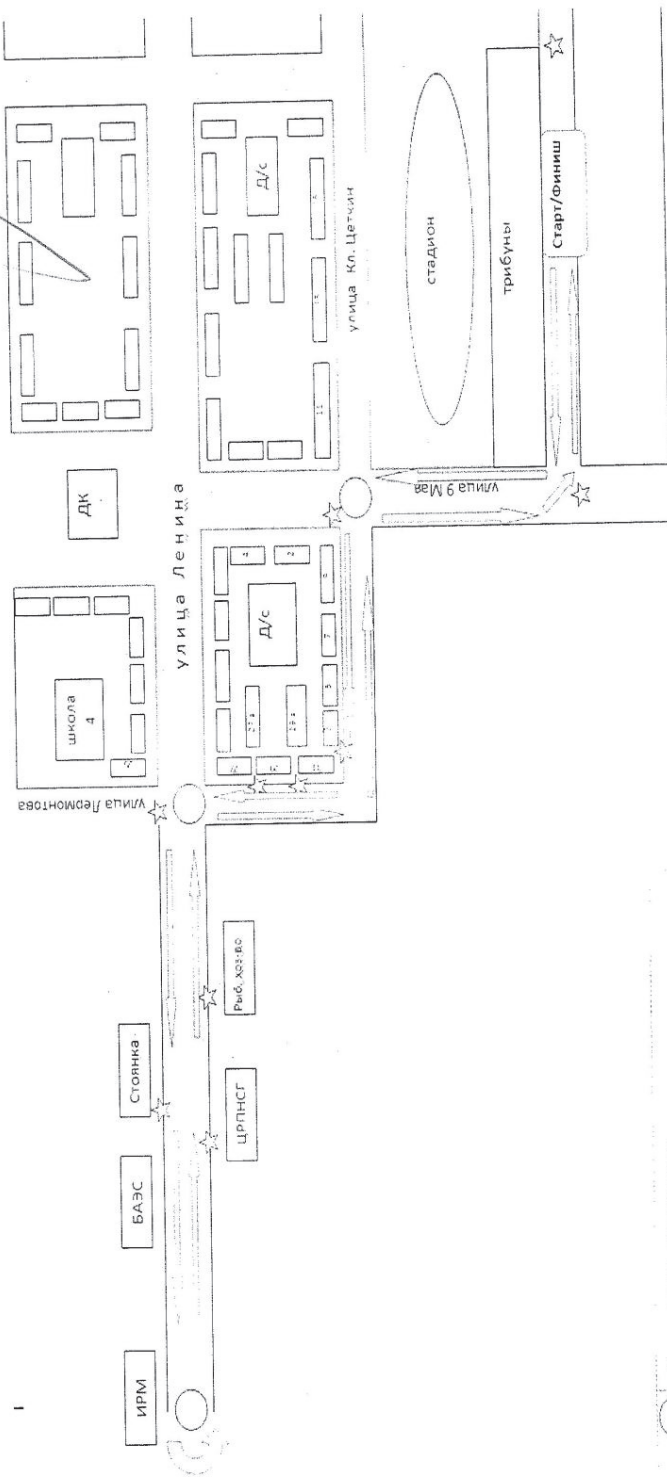 ИРМ
БАЭС
Стоянка
ЦРПНСГ
Рыб. хоз-во
улица Лермонтова
школа
4
ДК
улица Ленина
Д/с
Д/с
улица Кл. Цеткин
улица 9 Мая
стадион
трибуны
Старт/Финиш